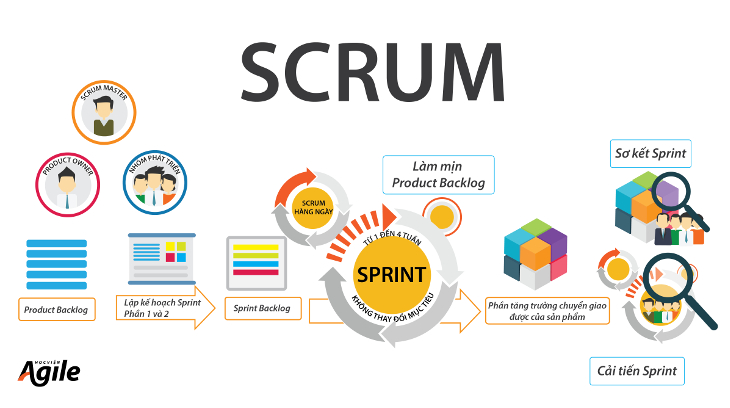 SCRUM
SCRUM MASTER
PRODUCT OWNER
NHÓM PHÁT TRIỂN
Làm mịn
Product Backlog
Sơ kết Sprint
SCRUM
HÀNG NGÀY
TỪ 1 ĐẾN 4 TUẦN
SPRINT
KHÔNG THAY ĐỔI MỤC TIÊU
Product Backlog
Lập kế hoạch Sprint
Phần 1 và 2
Sprint Backlog
Phần tăng trưởng chuyển giao
được của sản phẩm
Cải tiến Sprint
HỌC VIỆN
Agile